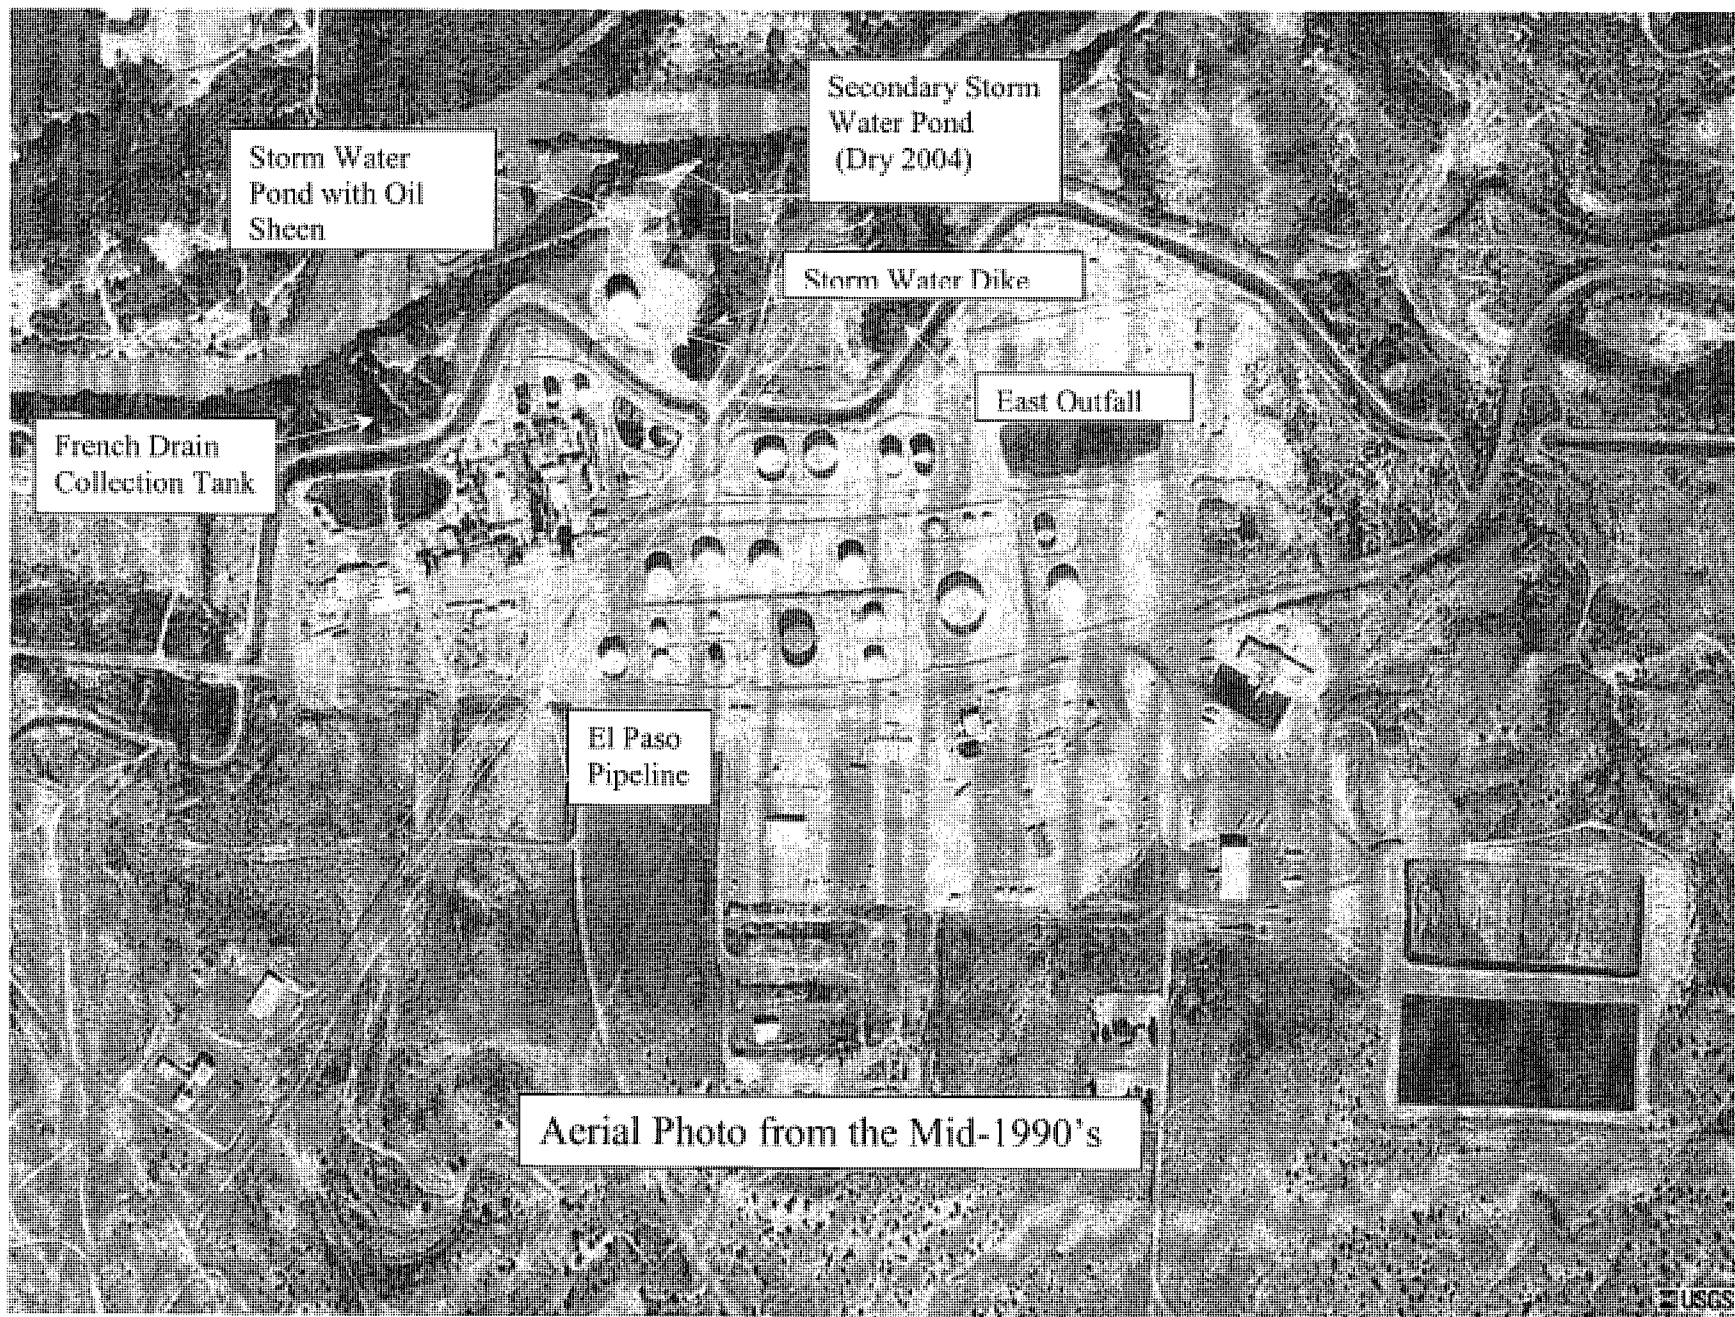 Secondary Storm
Water Pond
(Dry 2004)
Storm Water
Pond with Oil
Sheen
Storm Water Dike
East Outfall
French Drain
Collection Tank
El Paso
Pipeline
Aerial Photo from the Mid-1990's
USGS